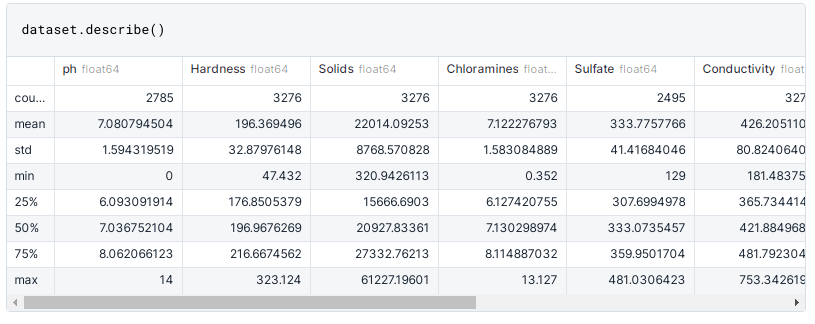 dataset.describe()
ph float64 Hardness float64 Solids float64 Chloramines float... Sulfate float64 Conductivity float
cou... 2785 3276 3276 3276 2495 327
mean 7.080794504 196.369496 22014.09253 7.122276793 333.7757766 426.205110
std 1.594319519 32.87976148 8768.570828 1.583084889 41.41684046 80.8240640
min 0 47.432 320.9426113 0.352 129 181.48375
25% 6.093091914 176.8505379 15666.6903 6.127420755 307.6994978 365.734414
50% 7.036752104 196.9676269 20927.83361 7.130298974 333.0735457 421.884968
75% 8.062066123 216.6674562 27332.76213 8.114887032 359.9501704 481.792304
max 14 323.124 61227.19601 13.127 481.0306423 753.342619